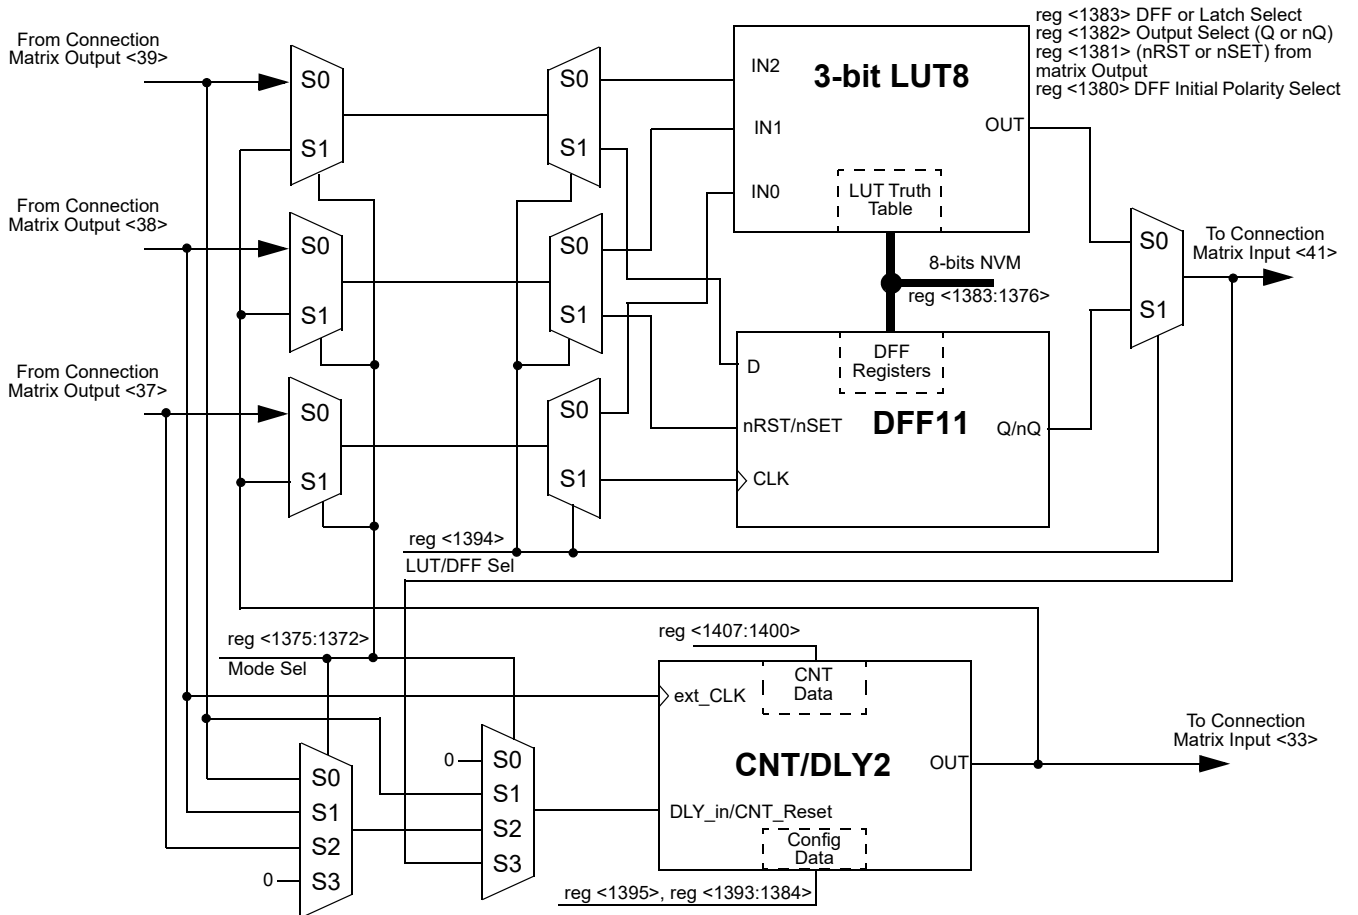 reg <1383> DFF or Latch Select
reg <1382> Output Select (Q or nQ)
reg <1381> (nRST or nSET) from
matrix Output
reg <1380> DFF Initial Polarity Select
From Connection
Matrix Output <39>
S0
S1
S0
S1
IN2
3-bit LUT8
IN1
OUT
IN0
LUT Truth
Table
From Connection
Matrix Output <38>
S0
S1
S0
S1
8-bits NVM
reg <1383:1376>
S0
S1
To Connection
Matrix Input <41>
From Connection
Matrix Output <37>
S0
S1
S0
S1
D
DFF
Registers
nRST/nSET
DFF11
Q/nQ
CLK
reg <1394>
LUT/DFF Sel
reg <1375:1372>
Mode Sel
reg <1407:1400>
CNT
Data
ext_CLK
CNT/DLY2
OUT
To Connection
Matrix Input <33>
DLY_in/CNT_Reset
Config
Data
0
S0
S1
S2
S3
S0
S1
S2
0
S3
reg <1395>, reg <1393:1384>